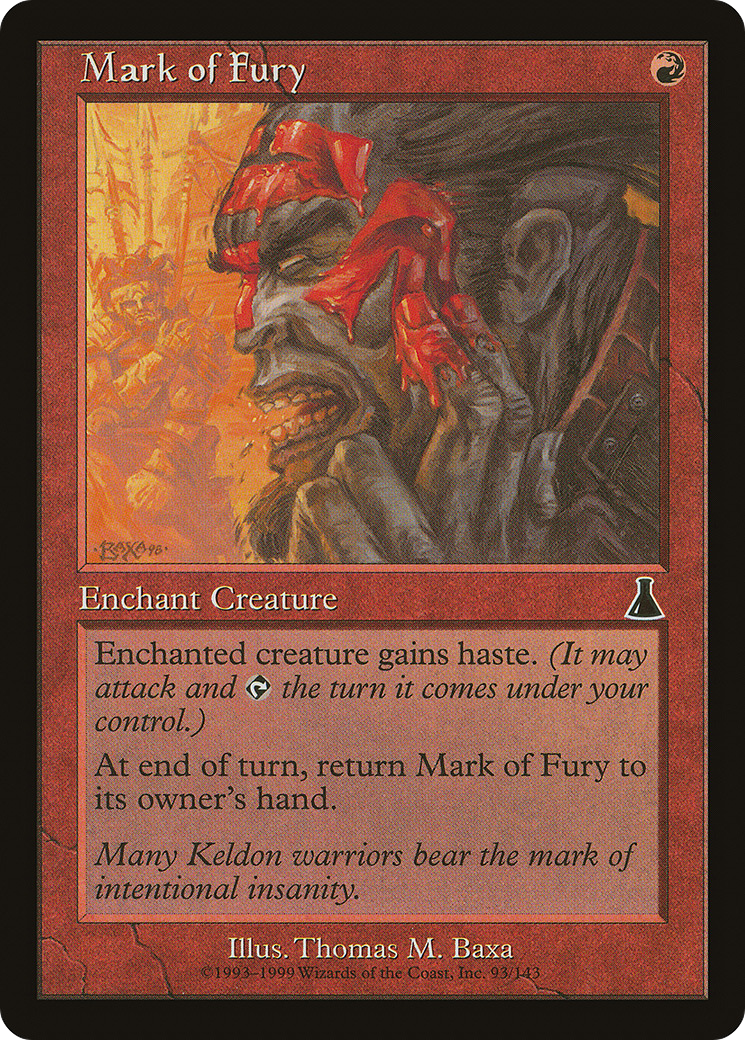 Mark of Fury
BAXA 98
Enchant Creature
Enchanted creature gains haste. (It may
attack and the turn it comes under your
control.)
At end of turn, return Mark of Fury to
its owner's hand.
Many Keldon warriors bear the mark of
intentional insanity.
Illus. Thomas M. Baxa
©1993–1999 Wizards of the Coast, Inc. 93/143